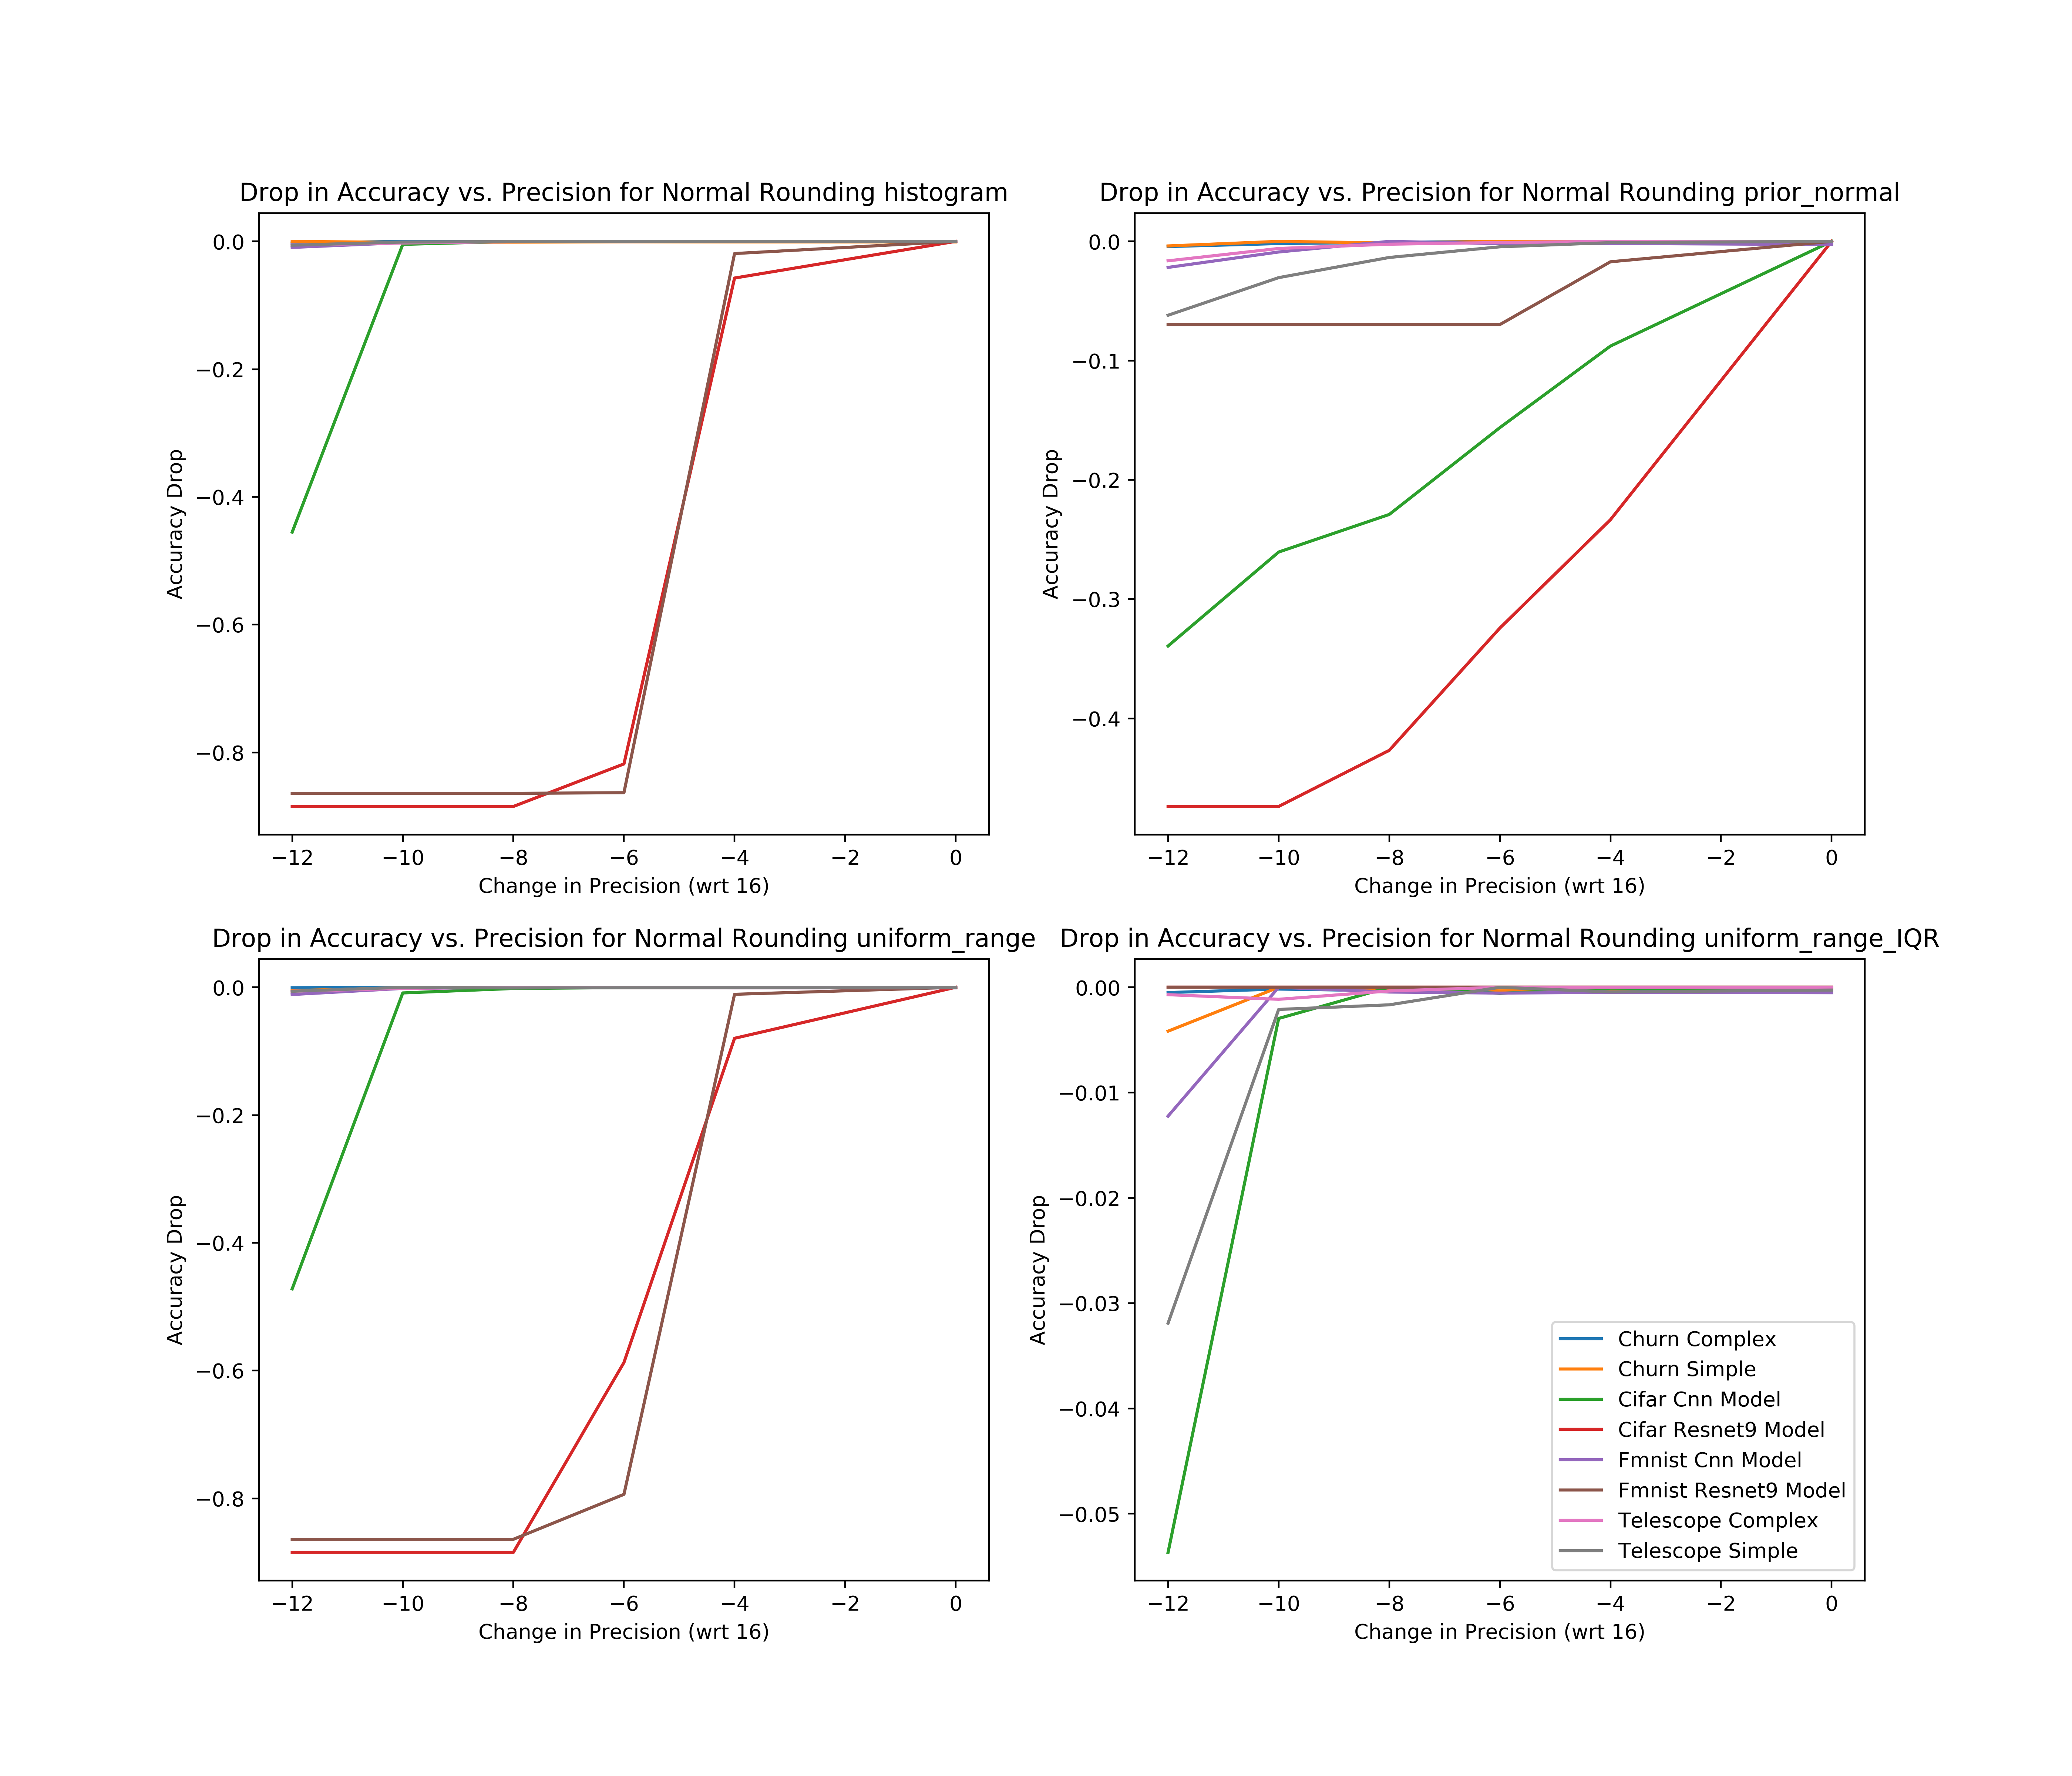 Drop in Accuracy vs. Precision for Normal Rounding histogram
0.0
−0.2
−0.4
−0.6
−0.8
Accuracy Drop
−12 −10 −8 −6 −4 −2 0
Change in Precision (wrt 16)
Drop in Accuracy vs. Precision for Normal Rounding prior_normal
0.0
−0.1
−0.2
−0.3
−0.4
Accuracy Drop
−12 −10 −8 −6 −4 −2 0
Change in Precision (wrt 16)
Drop in Accuracy vs. Precision for Normal Rounding uniform_range
0.0
−0.2
−0.4
−0.6
−0.8
Accuracy Drop
−12 −10 −8 −6 −4 −2 0
Change in Precision (wrt 16)
Drop in Accuracy vs. Precision for Normal Rounding uniform_range_IQR
0.00
−0.01
−0.02
−0.03
−0.04
−0.05
Accuracy Drop
Churn Complex
Churn Simple
Cifar Cnn Model
Cifar Resnet9 Model
Fmnist Cnn Model
Fmnist Resnet9 Model
Telescope Complex
Telescope Simple
−12 −10 −8 −6 −4 −2 0
Change in Precision (wrt 16)